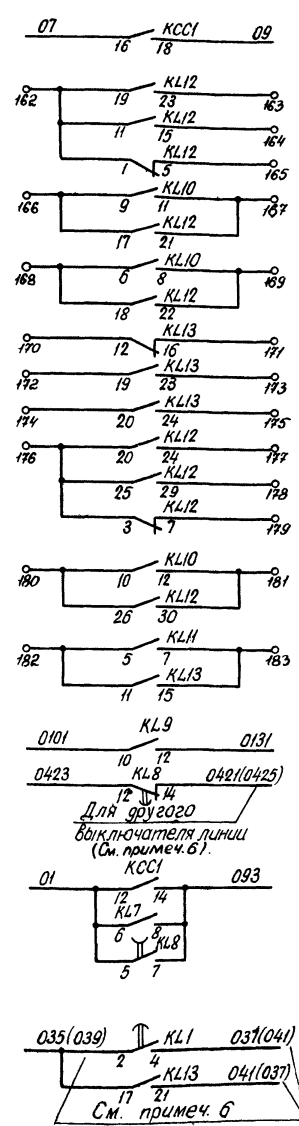 07 KCC1 09
16 18
KL12
162 19 23 163
KL12
11 15 164
KL12
1 5 165
KL10
166 9 11 167
KL12
17 21
KL10
168 6 8 169
KL12
18 22
KL13
170 12 16 171
KL13
172 19 23 173
KL13
174 20 24 175
KL12
176 20 24 177
KL12
25 29 178
KL12
3 7 179
KL10
180 10 12 181
KL12
26 30
KL11
182 5 7 183
KL13
11 15
KL9
0101 0131
10 12
0423 KL8 0421(0425)
12 14
Для другого
выключателя линии
(См. примеч. 6).
KCC1
01 093
12 14
KL7
6 8 KL8
5 7
035(039) KL1 037(041)
2 4
KL13 041(037)
17 21
См. примеч. 6